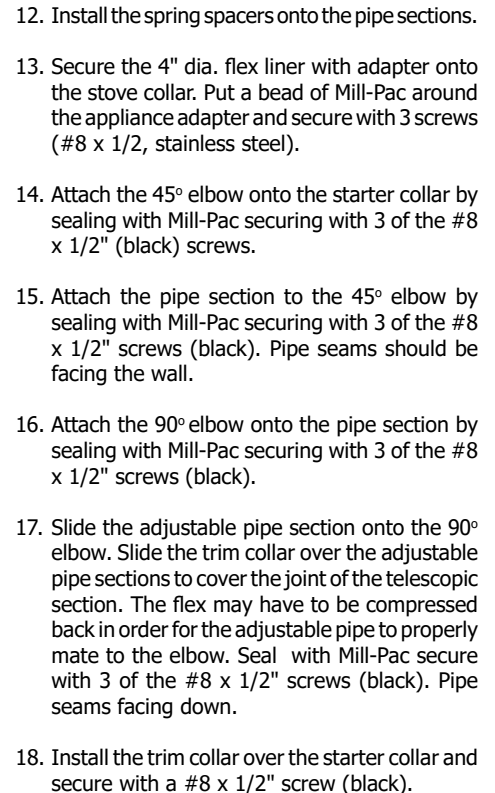 12. Install the spring spacers onto the pipe sections.
13. Secure the 4" dia. flex liner with adapter onto
the stove collar. Put a bead of Mill-Pac around
the appliance adapter and secure with 3 screws
(#8 x 1/2, stainless steel).
14. Attach the 45° elbow onto the starter collar by
sealing with Mill-Pac securing with 3 of the #8
x 1/2" (black) screws.
15. Attach the pipe section to the 45° elbow by
sealing with Mill-Pac securing with 3 of the #8
x 1/2" screws (black). Pipe seams should be
facing the wall.
16. Attach the 90° elbow onto the pipe section by
sealing with Mill-Pac securing with 3 of the #8
x 1/2" screws (black).
17. Slide the adjustable pipe section onto the 90°
elbow. Slide the trim collar over the adjustable
pipe sections to cover the joint of the telescopic
section. The flex may have to be compressed
back in order for the adjustable pipe to properly
mate to the elbow. Seal with Mill-Pac secure
with 3 of the #8 x 1/2" screws (black). Pipe
seams facing down.
18. Install the trim collar over the starter collar and
secure with a #8 x 1/2" screw (black).